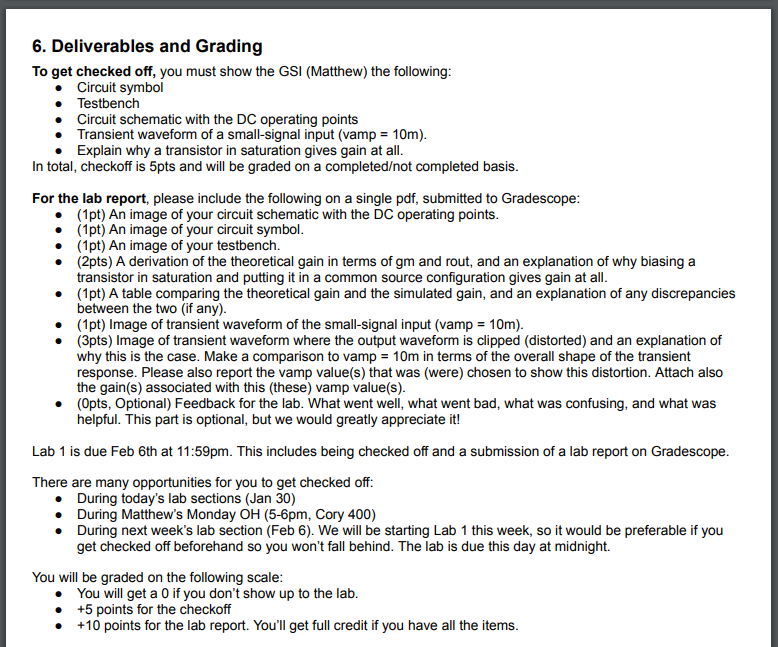 6. Deliverables and Grading
To get checked off, you must show the GSI (Matthew) the following:
● Circuit symbol
● Testbench
● Circuit schematic with the DC operating points
● Transient waveform of a small-signal input (vamp = 10m).
● Explain why a transistor in saturation gives gain at all.
In total, checkoff is 5pts and will be graded on a completed/not completed basis.
For the lab report, please include the following on a single pdf, submitted to Gradescope:
● (1pt) An image of your circuit schematic with the DC operating points.
● (1pt) An image of your circuit symbol.
● (1pt) An image of your testbench.
● (2pts) A derivation of the theoretical gain in terms of gm and rout, and an explanation of why biasing a
transistor in saturation and putting it in a common source configuration gives gain at all.
● (1pt) A table comparing the theoretical gain and the simulated gain, and an explanation of any discrepancies
between the two (if any).
● (1pt) Image of transient waveform of the small-signal input (vamp = 10m).
● (3pts) Image of transient waveform where the output waveform is clipped (distorted) and an explanation of
why this is the case. Make a comparison to vamp = 10m in terms of the overall shape of the transient
response. Please also report the vamp value(s) that was (were) chosen to show this distortion. Attach also
the gain(s) associated with this (these) vamp value(s).
● (0pts, Optional) Feedback for the lab. What went well, what went bad, what was confusing, and what was
helpful. This part is optional, but we would greatly appreciate it!
Lab 1 is due Feb 6th at 11:59pm. This includes being checked off and a submission of a lab report on Gradescope.
There are many opportunities for you to get checked off:
● During today's lab sections (Jan 30)
● During Matthew's Monday OH (5-6pm, Cory 400)
● During next week's lab section (Feb 6). We will be starting Lab 1 this week, so it would be preferable if you
get checked off beforehand so you won't fall behind. The lab is due this day at midnight.
You will be graded on the following scale:
● You will get a 0 if you don't show up to the lab.
● +5 points for the checkoff
● +10 points for the lab report. You'll get full credit if you have all the items.